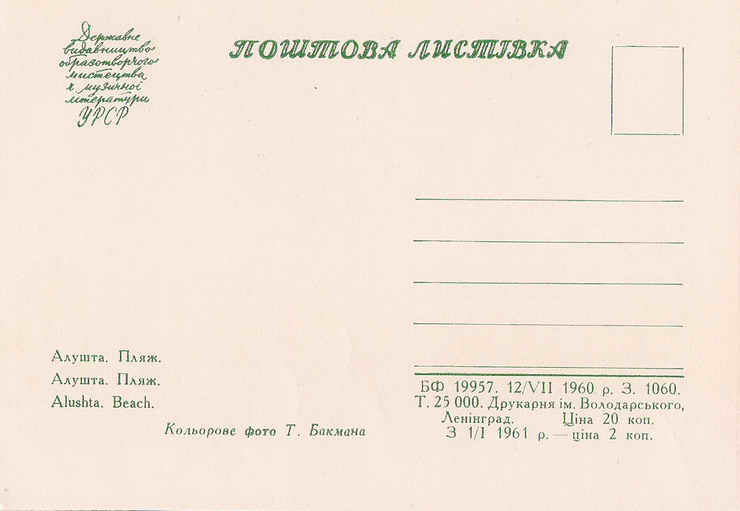 Державне
видавництво
образотворчого
мистецтва
і музичної
літератури
УРСР
ПОШТОВА ЛИСТІВКА
Алушта. Пляж.
Алушта. Пляж.
Alushta. Beach.
Кольорове фото Т. Бакмана
БФ 19957. 12/VII 1960 р. З. 1060.
Т. 25 000. Друкарня ім. Володарського,
Ленінград. Ціна 20 коп.
З 1/I 1961 р. — ціна 2 коп.